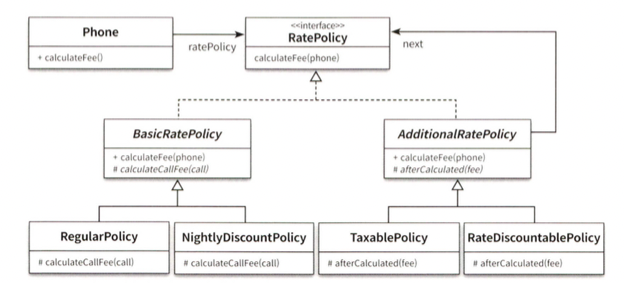 Phone
+ calculateFee()
ratePolicy
<<interface>>
RatePolicy
calculateFee(phone)
next
BasicRatePolicy
+ calculateFee(phone)
# calculateCallFee(call)
AdditionalRatePolicy
+ calculateFee(phone)
# afterCalculated(fee)
RegularPolicy
# calculateCallFee(call)
NightlyDiscountPolicy
# calculateCallFee(call)
TaxablePolicy
# afterCalculated(fee)
RateDiscountablePolicy
# afterCalculated(fee)